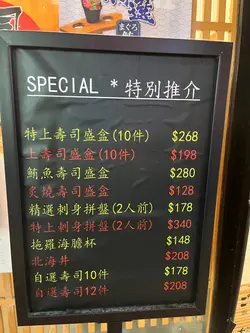 まぐろ
SPECIAL * 特別推介
特上壽司盛盒(10件) $268
上壽司盛盒(10件) $198
鮪魚壽司盛盒 $280
炙燒壽司盛盒 $128
精選刺身拼盤(2人前) $178
特上刺身拼盤(2人前) $340
拖羅海膽杯 $148
北海丼 $208
自選壽司10件 $178
自選壽司12件 $208